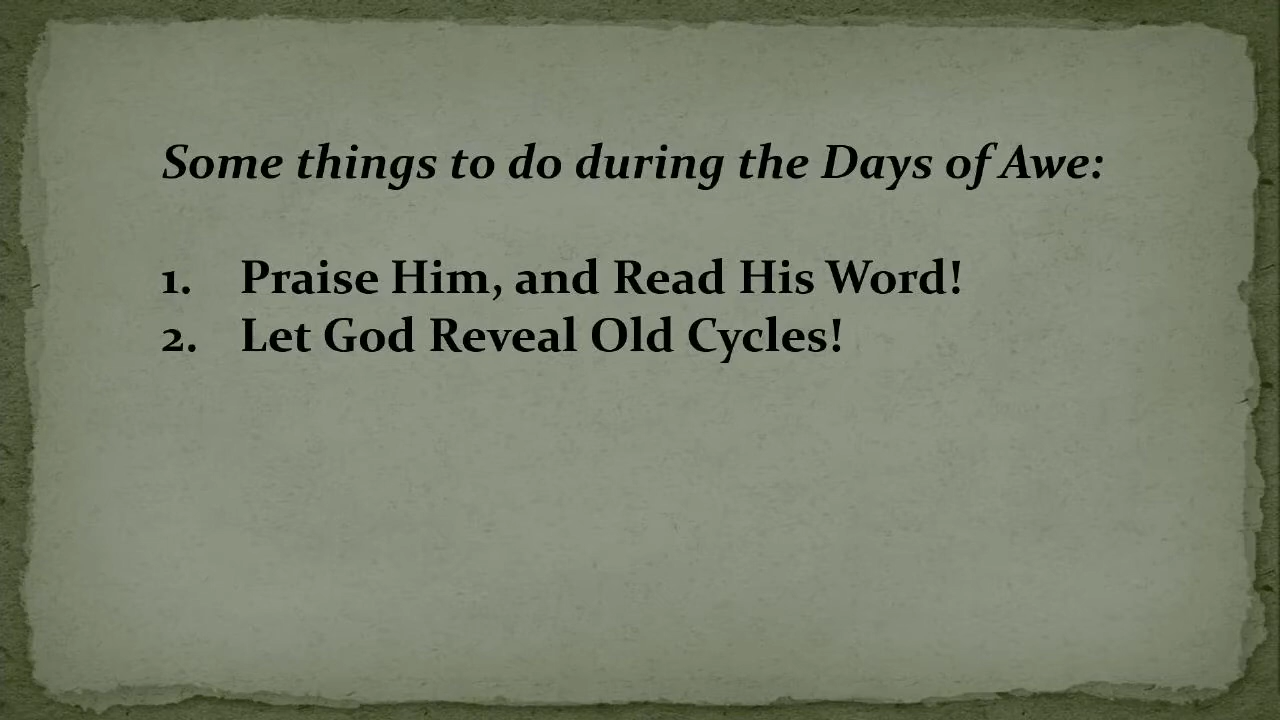 Some things to do during the Days of Awe:
1. Praise Him, and Read His Word!
2. Let God Reveal Old Cycles!